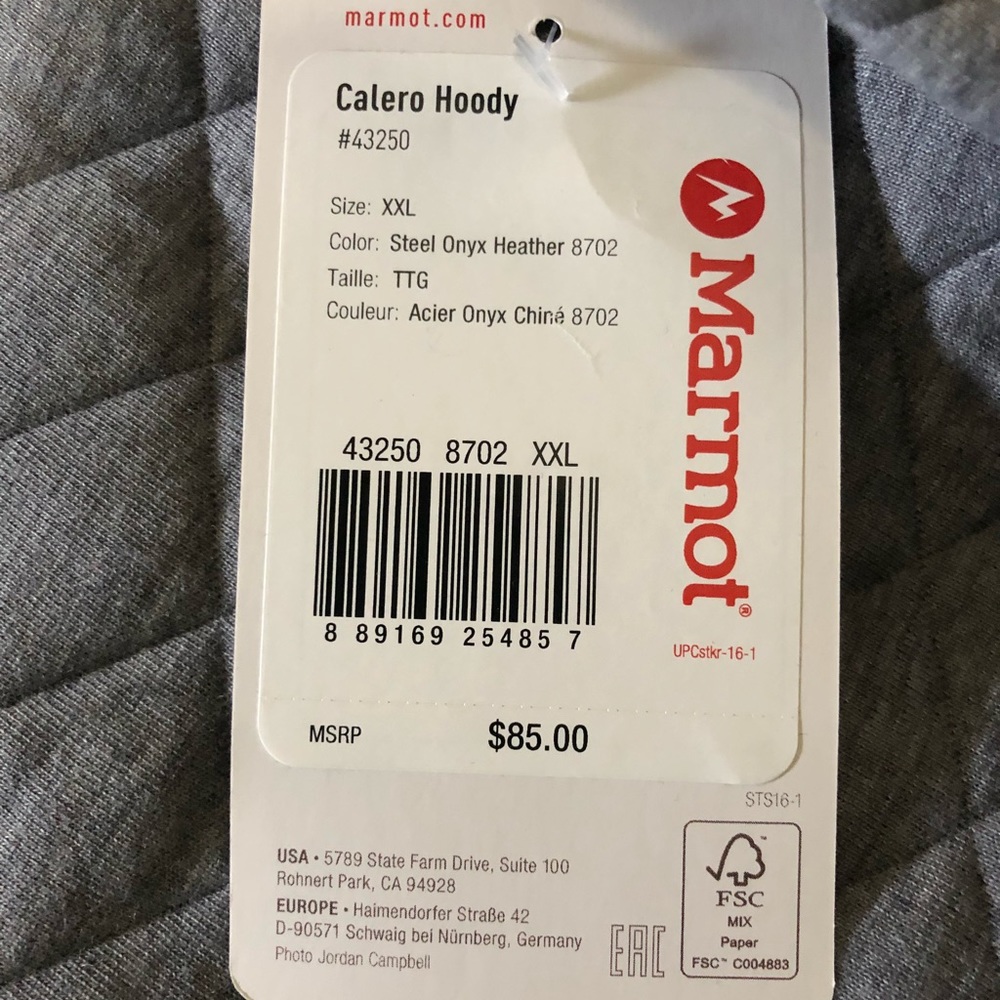 marmot.com
Calero Hoody
#43250
Size: XXL
Color: Steel Onyx Heather 8702
Taille: TTG
Couleur: Acier Onyx Chiné 8702
Marmot®
43250 8702 XXL
8 89169 25485 7
UPCstkr-16-1
MSRP $85.00
STS16-1
USA • 5789 State Farm Drive, Suite 100
Rohnert Park, CA 94928
EUROPE • Haimendorfer Straße 42
D-90571 Schwaig bei Nürnberg, Germany
Photo Jordan Campbell
EAC
™
FSC
MIX
Paper
FSC™ C004883